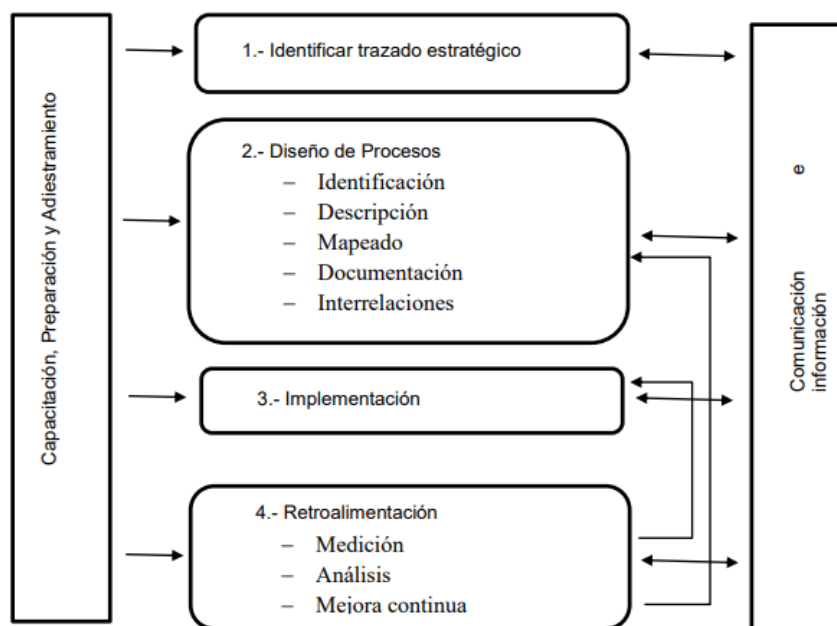 Capacitación, Preparación y Adiestramiento
1.- Identificar trazado estratégico
2.- Diseño de Procesos
– Identificación
– Descripción
– Mapeado
– Documentación
– Interrelaciones
3.- Implementación
4.- Retroalimentación
– Medición
– Análisis
– Mejora continua
Comunicación e
información